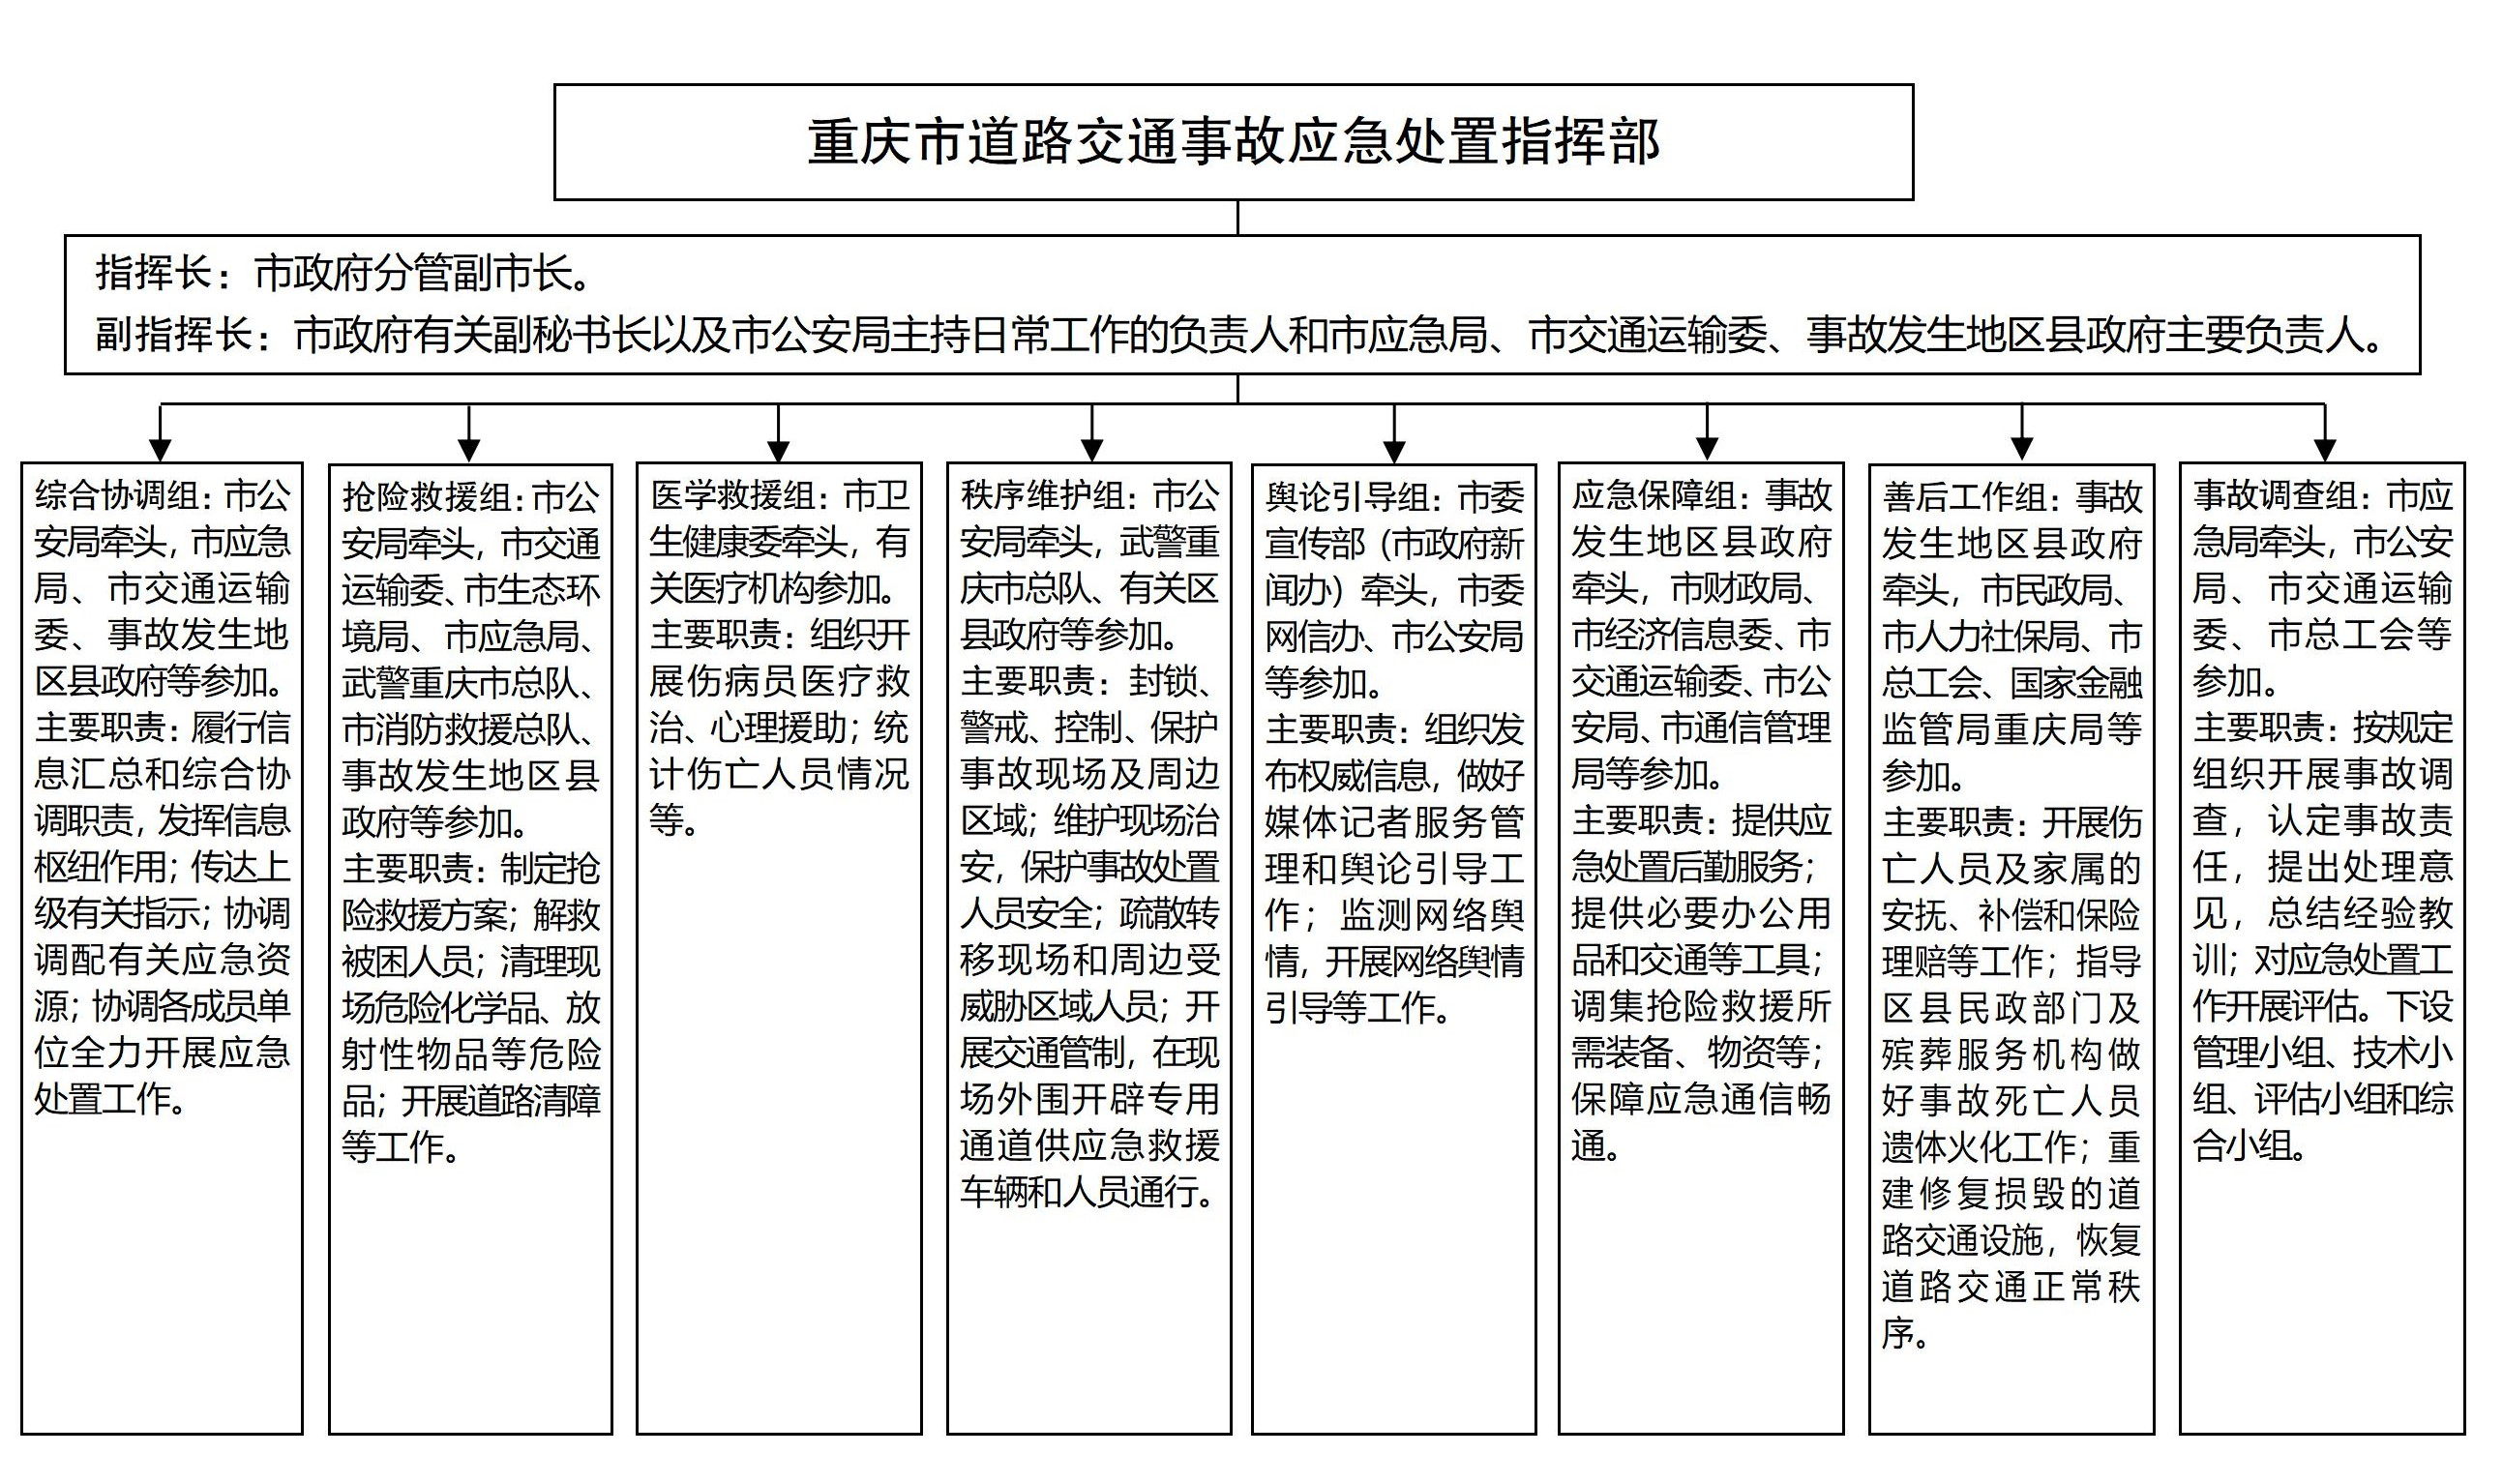 重庆市道路交通事故应急处置指挥部
指挥长：市政府分管副市长。
副指挥长：市政府有关副秘书长以及市公安局主持日常工作的负责人和市应急局、市交通运输委、事故发生地区县政府主要负责人。
综合协调组：市公
安局牵头，市应急
局、市交通运输
委、事故发生地
区县政府等参加。
主要职责：履行信
息汇总和综合协
调职责，发挥信息
枢纽作用；传达上
级有关指示；协调
调配有关应急资
源；协调各成员单
位全力开展应急
处置工作。
抢险救援组：市公
安局牵头，市交通
运输委、市生态环
境局、市应急局、
武警重庆市总队、
市消防救援总队、
事故发生地区县
政府等参加。
主要职责：制定抢
险救援方案；解救
被困人员；清理现
场危险化学品、放
射性物品等危险
品；开展道路清障
等工作。
医学救援组：市卫
生健康委牵头，有
关医疗机构参加。
主要职责：组织开
展伤病员医疗救
治、心理援助；统
计伤亡人员情况
等。
秩序维护组：市公
安局牵头，武警重
庆市总队、有关区
县政府等参加。
主要职责：封锁、
警戒、控制、保护
事故现场及周边
区域；维护现场治
安，保护事故处置
人员安全；疏散转
移现场和周边受
威胁区域人员；开
展交通管制，在现
场外围开辟专用
通道供应急救援
车辆和人员通行。
舆论引导组：市委
宣传部（市政府新
闻办）牵头，市委
网信办、市公安局
等参加。
主要职责：组织发
布权威信息，做好
媒体记者服务管
理和舆论引导工
作；监测网络舆
情，开展网络舆情
引导等工作。
应急保障组：事故
发生地区县政府
牵头，市财政局、
市经济信息委、市
交通运输委、市公
安局、市通信管理
局等参加。
主要职责：提供应
急处置后勤服务；
提供必要办公用
品和交通等工具；
调集抢险救援所
需装备、物资等；
保障应急通信畅
通。
善后工作组：事故
发生地区县政府
牵头，市民政局、
市人力社保局、市
总工会、国家金融
监管局重庆局等
参加。
主要职责：开展伤
亡人员及家属的
安抚、补偿和保险
理赔等工作；指导
区县民政部门及
殡葬服务机构做
好事故死亡人员
遗体火化工作；重
建修复损毁的道
路交通设施，恢复
道路交通正常秩
序。
事故调查组：市应
急局牵头，市公安
局、市交通运输
委、市总工会等
参加。
主要职责：按规定
组织开展事故调
查，认定事故责
任，提出处理意
见，总结经验教
训；对应急处置工
作开展评估。下设
管理小组、技术小
组、评估小组和综
合小组。